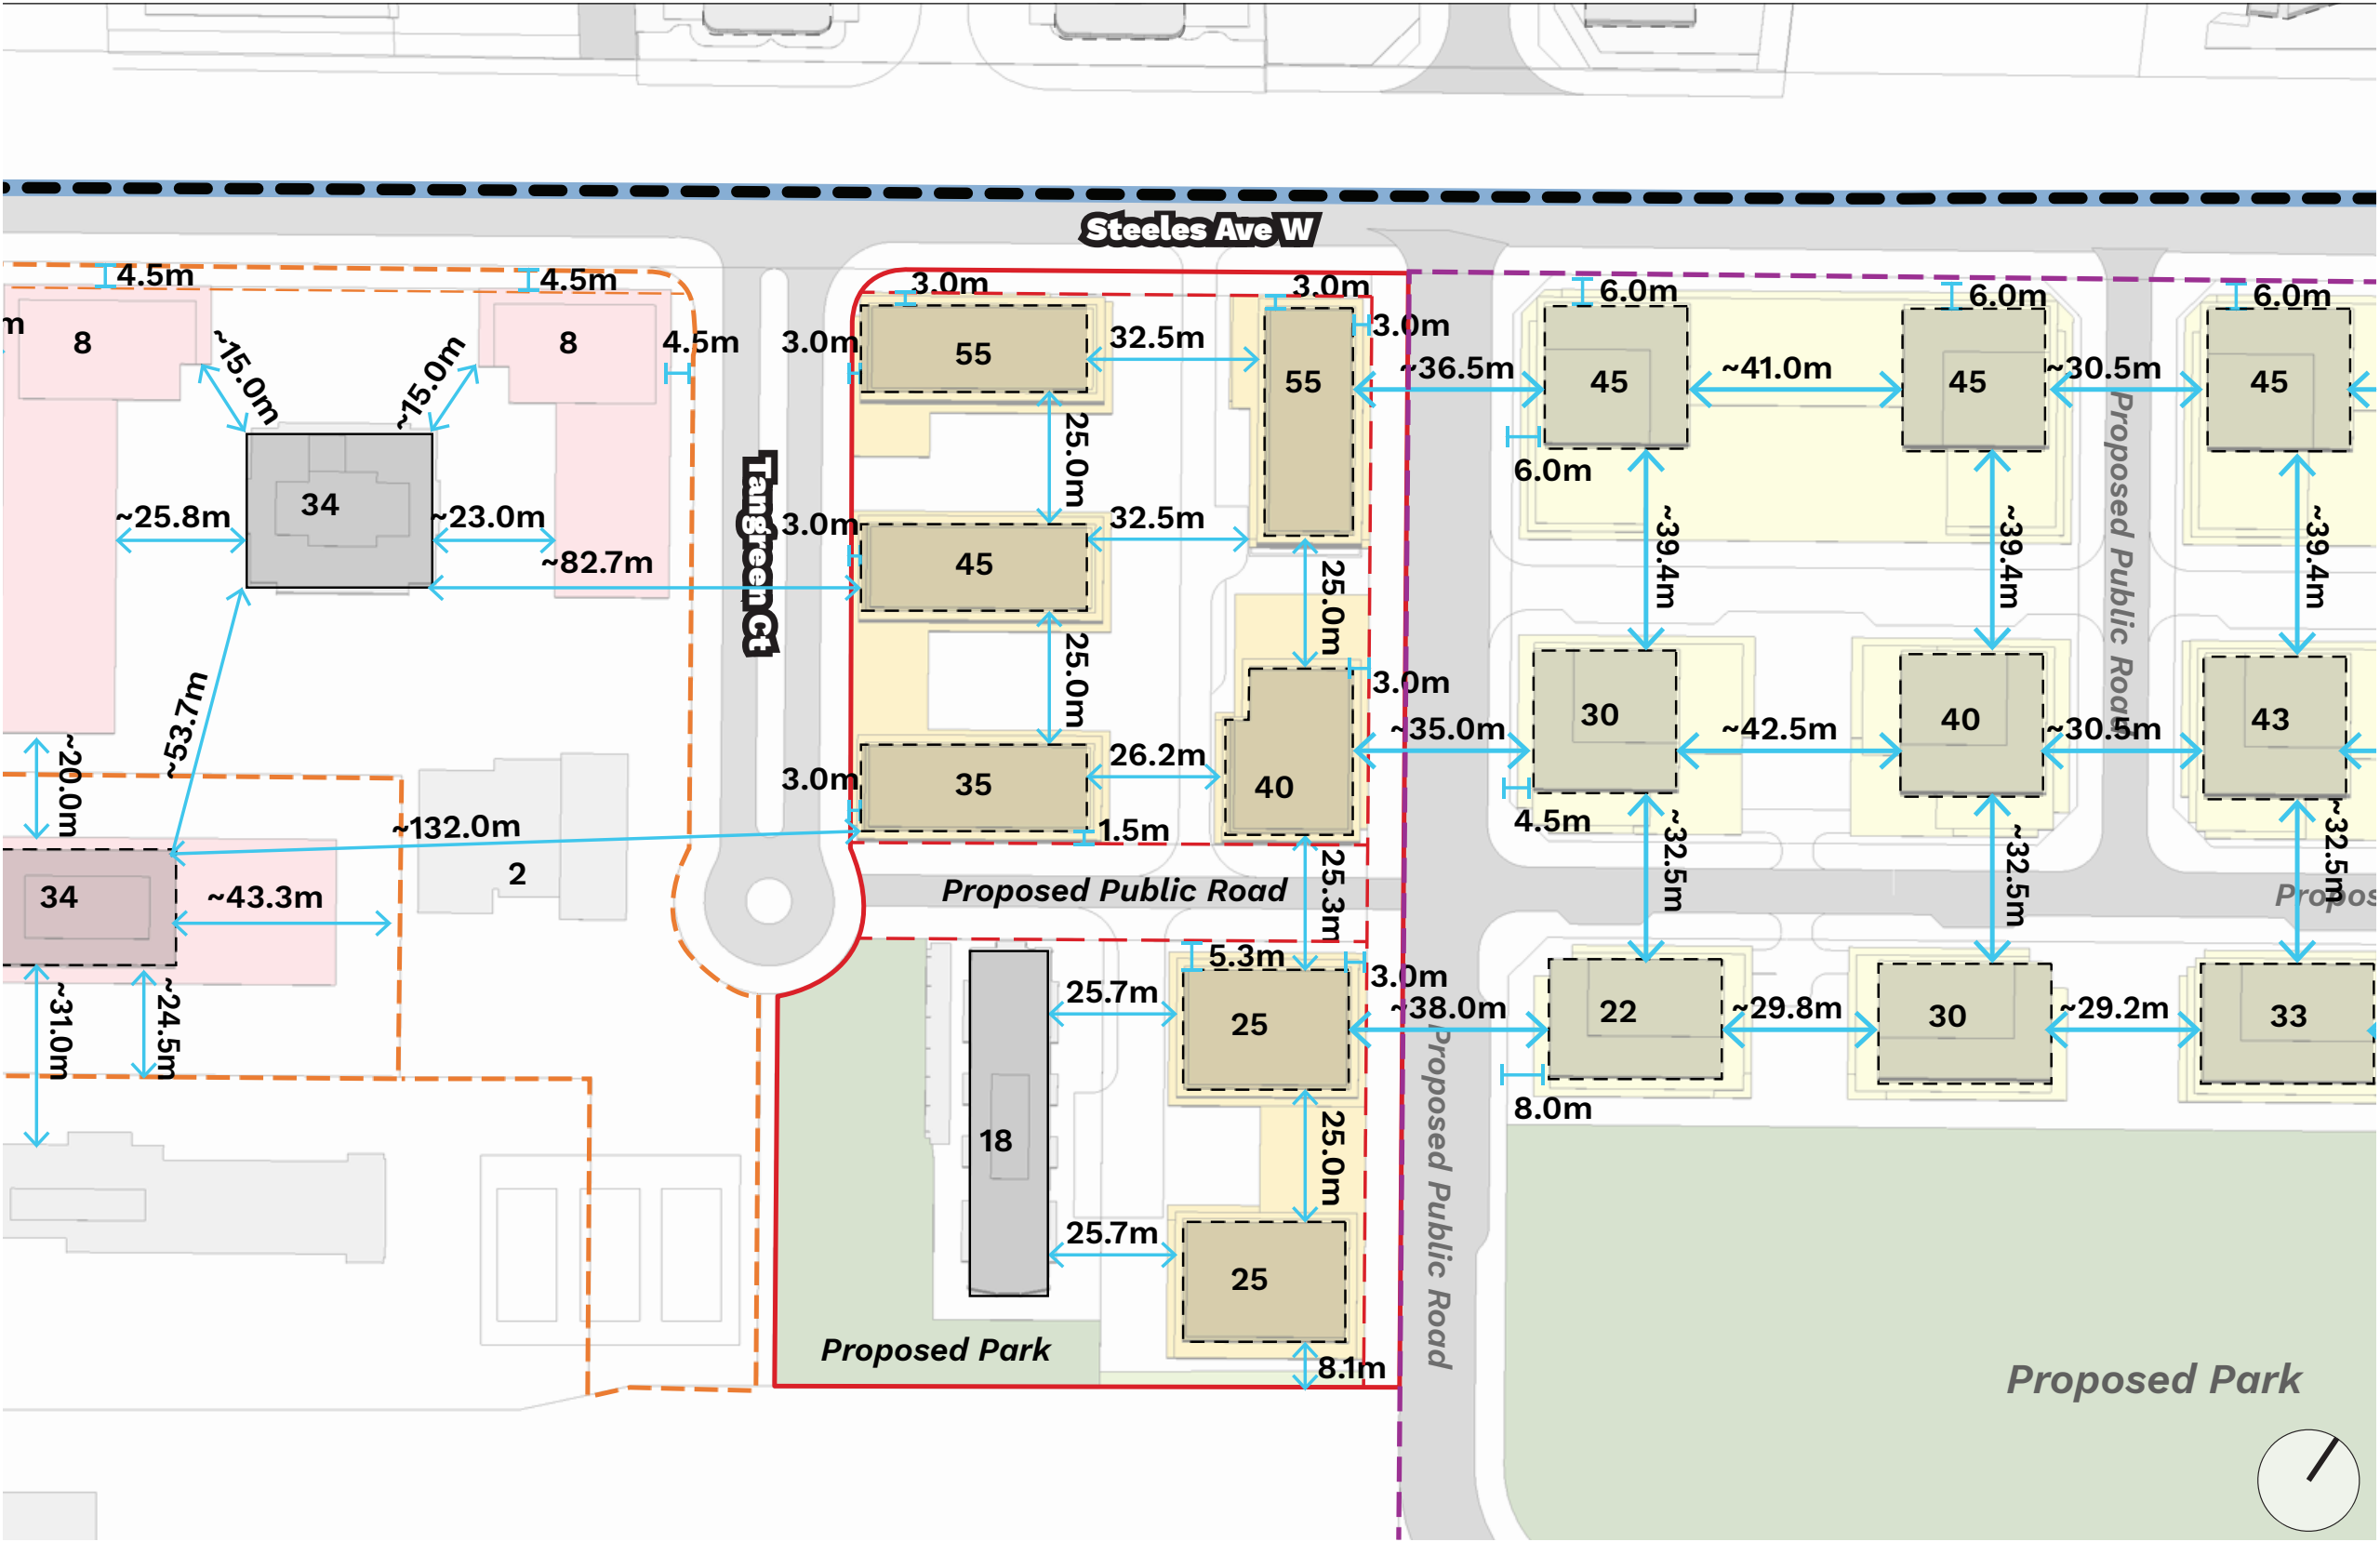 Steeles Ave W
4.5m
4.5m
3.0m
3.0m
6.0m
6.0m
6.0m
m
8
~15.0m
~15.0m
8
4.5m
3.0m
55
32.5m
55
3.0m
~36.5m
45
~41.0m
45
~30.5m
45
6.0m
25.0m
Tangreen Ct
34
~25.8m
~23.0m
~82.7m
3.0m
45
32.5m
25.0m
~39.4m
~39.4m
~39.4m
Proposed Public Road
25.0m
3.0m
~53.7m
~20.0m
3.0m
35
26.2m
40
~35.0m
30
~42.5m
40
~30.5m
43
4.5m
1.5m
~132.0m
2
34
~43.3m
Proposed Public Road
25.3m
~32.5m
~32.5m
~32.5m
Propos
5.3m
3.0m
~31.0m
~24.5m
25.7m
25
~38.0m
22
~29.8m
30
~29.2m
33
8.0m
18
25.0m
Proposed Public Road
25.7m
25
Proposed Park
8.1m
Proposed Park